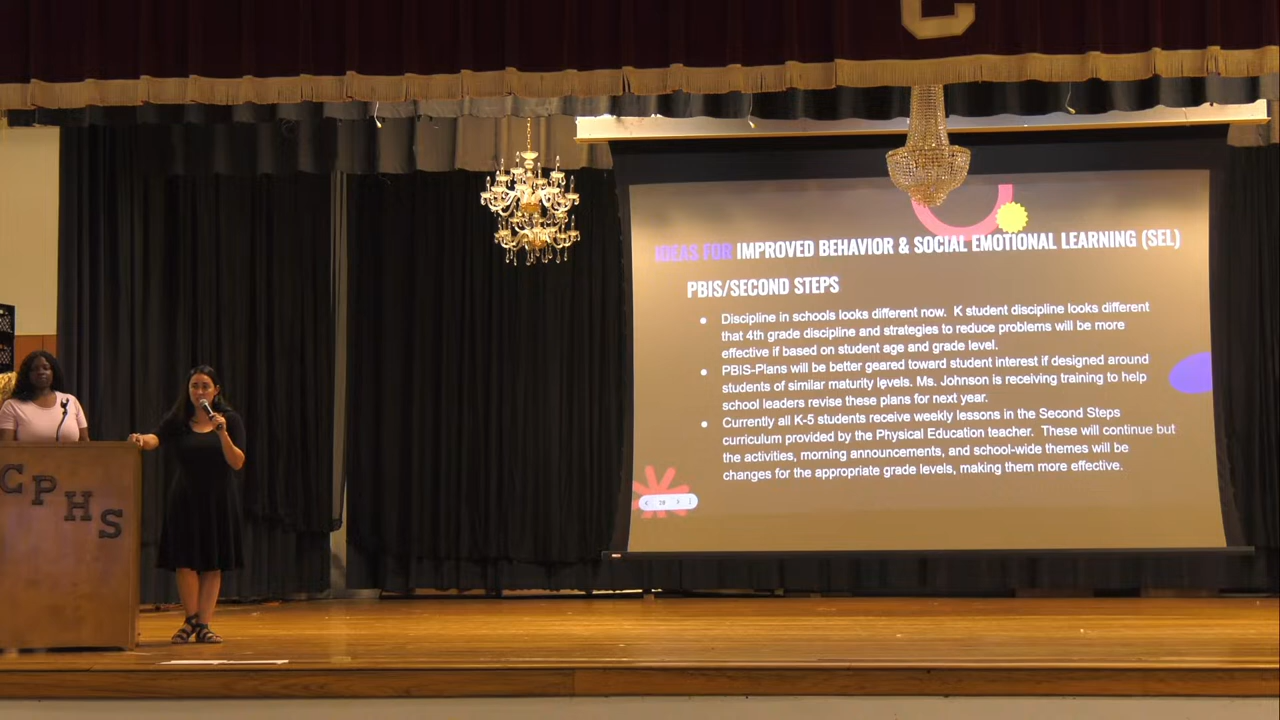 C
IDEAS FOR IMPROVED BEHAVIOR & SOCIAL EMOTIONAL LEARNING (SEL)
PBIS/SECOND STEPS
● Discipline in schools looks different now. K student discipline looks different
that 4th grade discipline and strategies to reduce problems will be more
effective if based on student age and grade level.
● PBIS-Plans will be better geared toward student interest if designed around
students of similar maturity levels. Ms. Johnson is receiving training to help
school leaders revise these plans for next year.
● Currently all K-5 students receive weekly lessons in the Second Steps
curriculum provided by the Physical Education teacher. These will continue but
the activities, morning announcements, and school-wide themes will be
changes for the appropriate grade levels, making them more effective.
CPHS